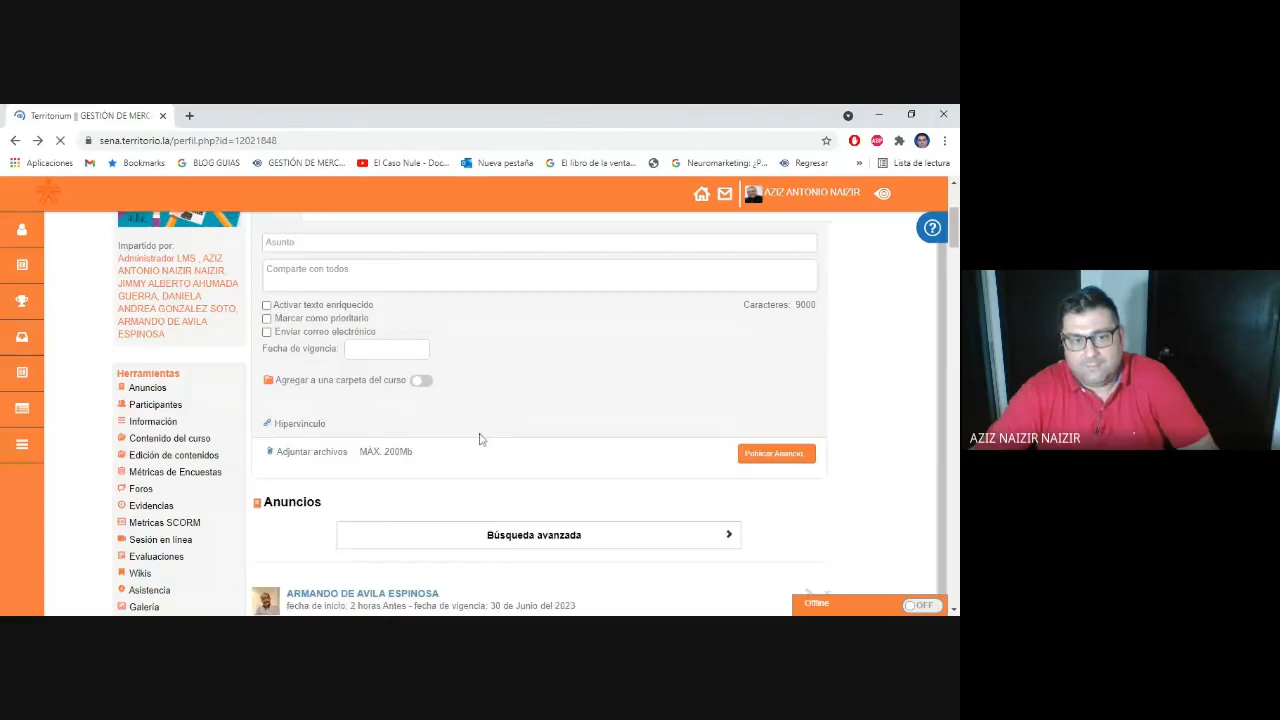 Territorium || GESTIÓN DE MERC
sena.territorio.la/perfil.php?id=12021848
Aplicaciones
Bookmarks
BLOG GUIAS
GESTIÓN DE MERC...
El Caso Nule - Doc...
Nueva pestaña
El libro de la venta...
Neuromarketing: ¿P...
Regresar
»
Lista de lectura
ABP
AZIZ ANTONIO NAIZIR
?
Impartido por:
Administrador LMS , AZIZ
ANTONIO NAIZIR NAIZIR,
JIMMY ALBERTO AHUMADA
GUERRA, DANIELA
ANDREA GONZALEZ SOTO,
ARMANDO DE AVILA
ESPINOSA
Herramientas
Anuncios
Participantes
Información
Contenido del curso
Edición de contenidos
Métricas de Encuestas
Foros
Evidencias
Metricas SCORM
Sesión en línea
Evaluaciones
Wikis
Asistencia
Galería
Asunto
Comparte con todos
Activar texto enriquecido
Caracteres: 9000
Marcar como prioritario
Enviar correo electrónico
Fecha de vigencia:
Agregar a una carpeta del curso
Hipervínculo
Adjuntar archivos MÁX. 200Mb
Publicar Anuncio
Anuncios
Búsqueda avanzada
ARMANDO DE AVILA ESPINOSA
fecha de inicio; 2 horas Antes - fecha de vigencia; 30 de Junio del 2023
Offline
OFF
AZIZ NAIZIR NAIZIR